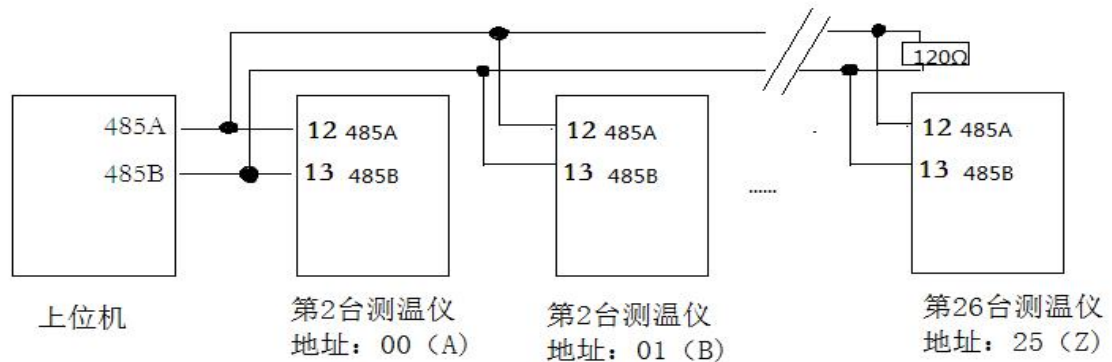 120Ω
485A
485B
12 485A
13 485B
12 485A
13 485B
......
12 485A
13 485B
上位机
第2台测温仪
地址：00（A）
第2台测温仪
地址：01（B）
第26台测温仪
地址：25（Z）